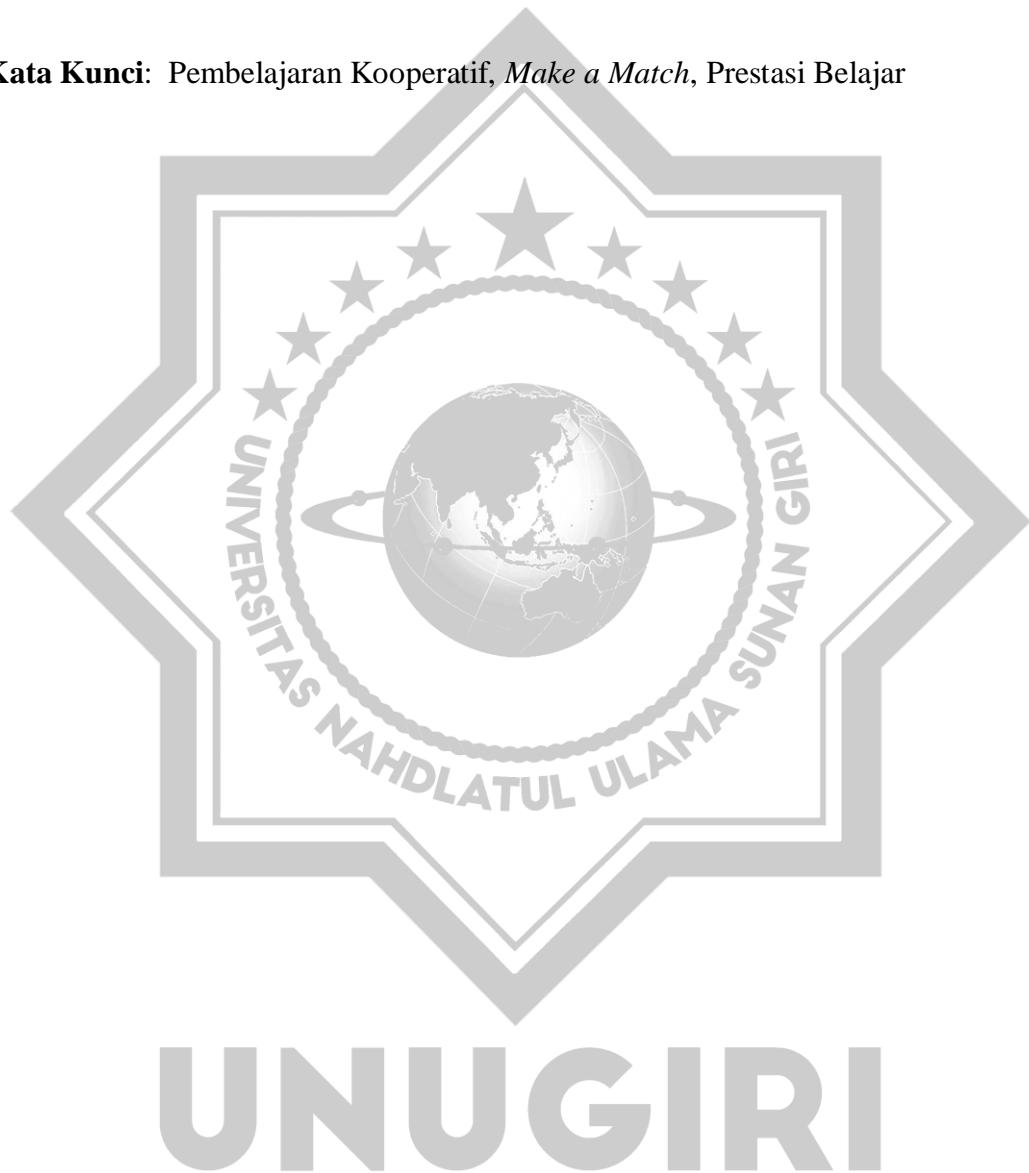 Kata Kunci: Pembelajaran Kooperatif, Make a Match, Prestasi Belajar
UNIVERSITAS NAHDLATUL ULAMA SUNAN GIRI
UNUGIRI